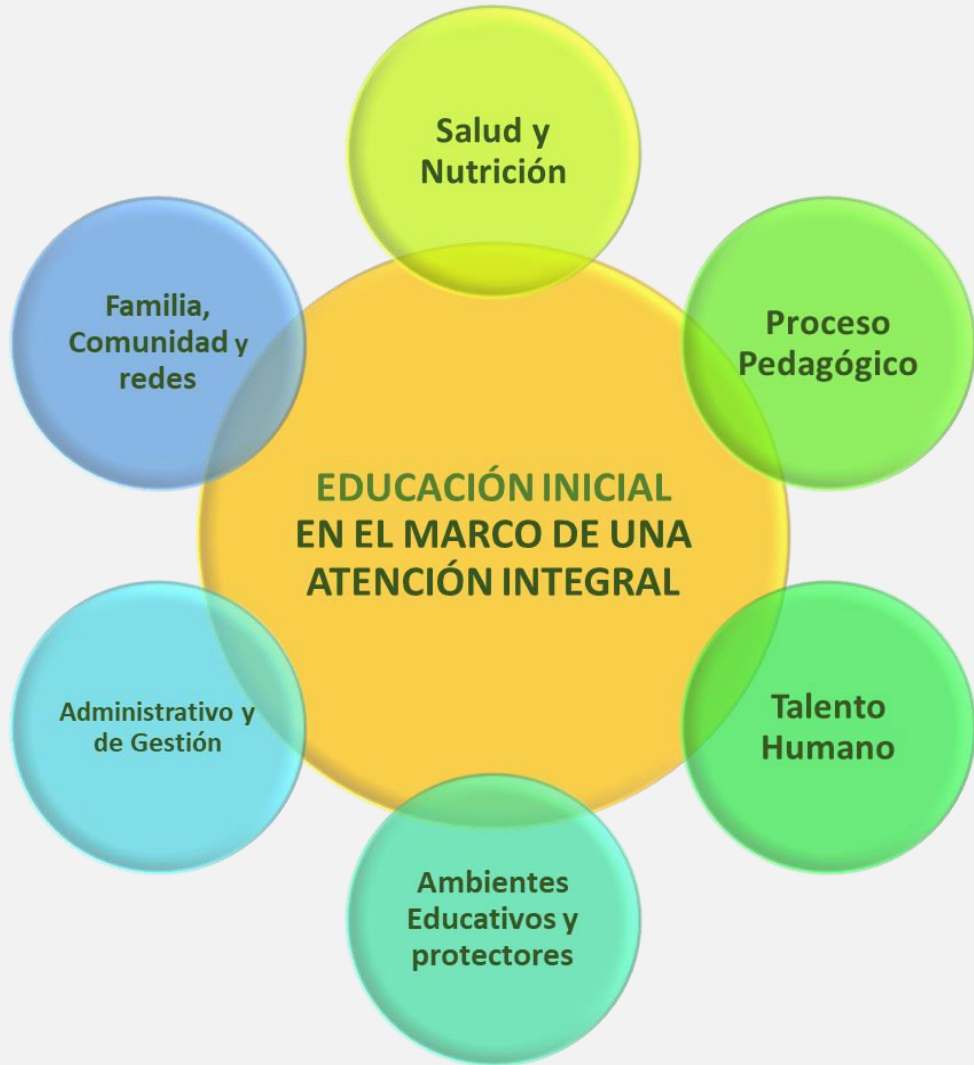 Salud y
Nutrición
Proceso
Pedagógico
Talento
Humano
Ambientes
Educativos y
protectores
Administrativo y
de Gestión
Familia,
Comunidad y
redes
EDUCACIÓN INICIAL
EN EL MARCO DE UNA
ATENCIÓN INTEGRAL